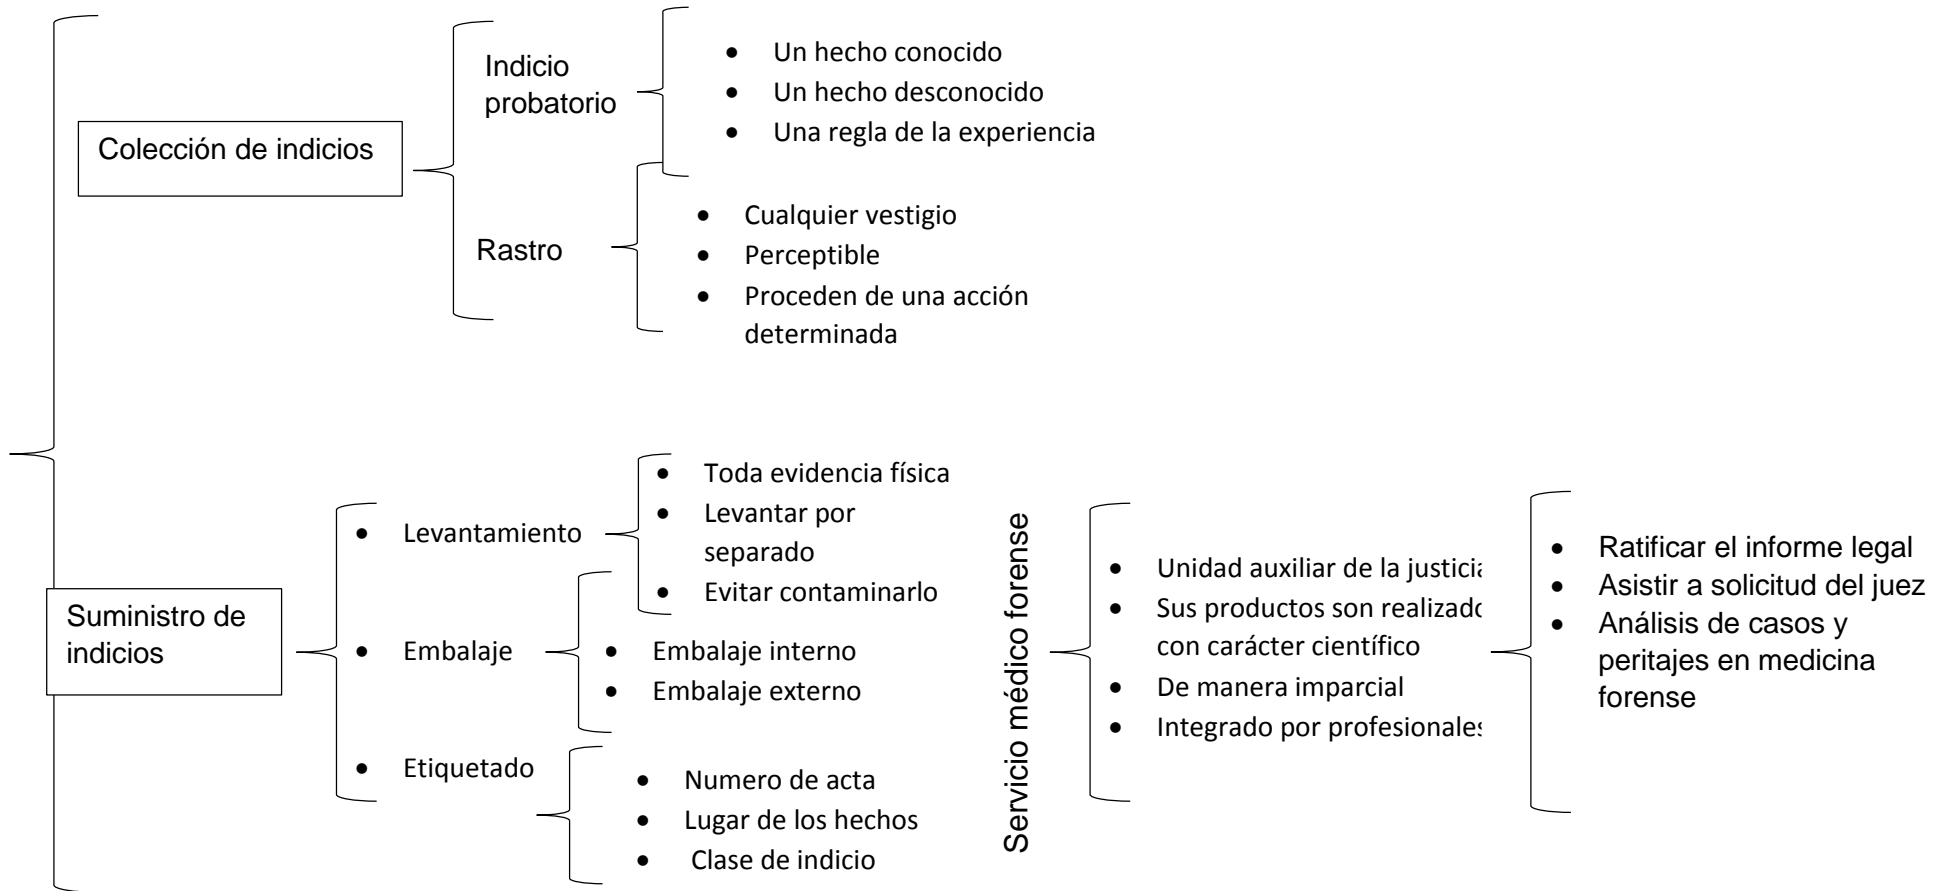 Colección de indicios
Indicio
probatorio
• Un hecho conocido
• Un hecho desconocido
• Una regla de la experiencia
Rastro
• Cualquier vestigio
• Perceptible
• Proceden de una acción
determinada
Suministro de
indicios
• Levantamiento
• Toda evidencia física
• Levantar por
separado
• Evitar contaminarlo
• Embalaje
• Embalaje interno
• Embalaje externo
• Etiquetado
• Numero de acta
• Lugar de los hechos
• Clase de indicio
Servicio médico forense
• Unidad auxiliar de la justicia
• Sus productos son realizado
con carácter científico
• De manera imparcial
• Integrado por profesionales
• Ratificar el informe legal
• Asistir a solicitud del juez
• Análisis de casos y
peritajes en medicina
forense